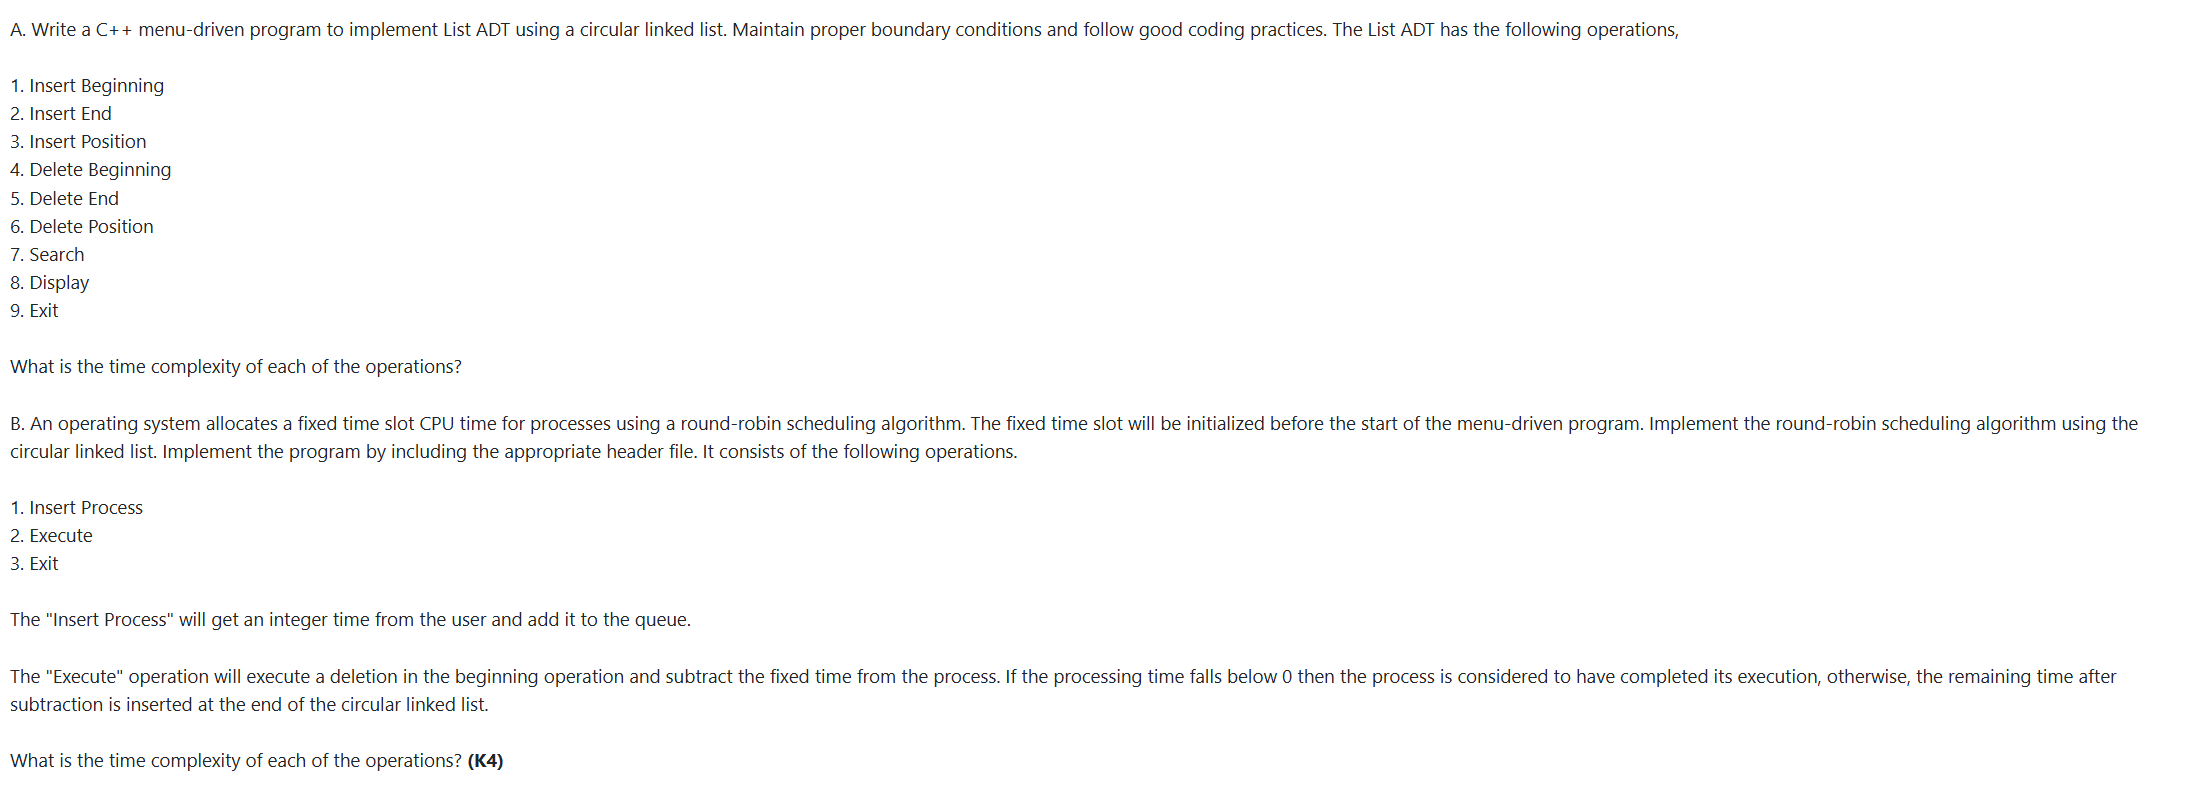 A. Write a C++ menu-driven program to implement List ADT using a circular linked list. Maintain proper boundary conditions and follow good coding practices. The List ADT has the following operations,
1. Insert Beginning
2. Insert End
3. Insert Position
4. Delete Beginning
5. Delete End
6. Delete Position
7. Search
8. Display
9. Exit
What is the time complexity of each of the operations?
B. An operating system allocates a fixed time slot CPU time for processes using a round-robin scheduling algorithm. The fixed time slot will be initialized before the start of the menu-driven program. Implement the round-robin scheduling algorithm using the
circular linked list. Implement the program by including the appropriate header file. It consists of the following operations.
1. Insert Process
2. Execute
3. Exit
The "Insert Process" will get an integer time from the user and add it to the queue.
The "Execute" operation will execute a deletion in the beginning operation and subtract the fixed time from the process. If the processing time falls below 0 then the process is considered to have completed its execution, otherwise, the remaining time after
subtraction is inserted at the end of the circular linked list.
What is the time complexity of each of the operations? (K4)